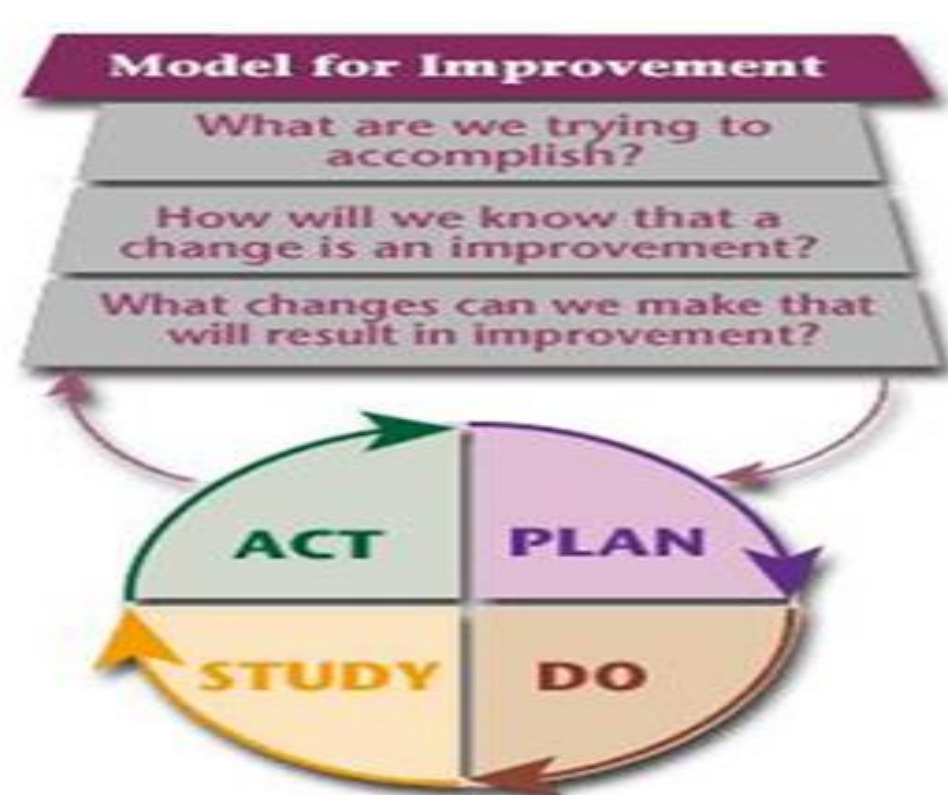 Model for Improvement
What are we trying to
accomplish?
How will we know that a
change is an improvement?
What changes can we make that
will result in improvement?
ACT
PLAN
STUDY
DO